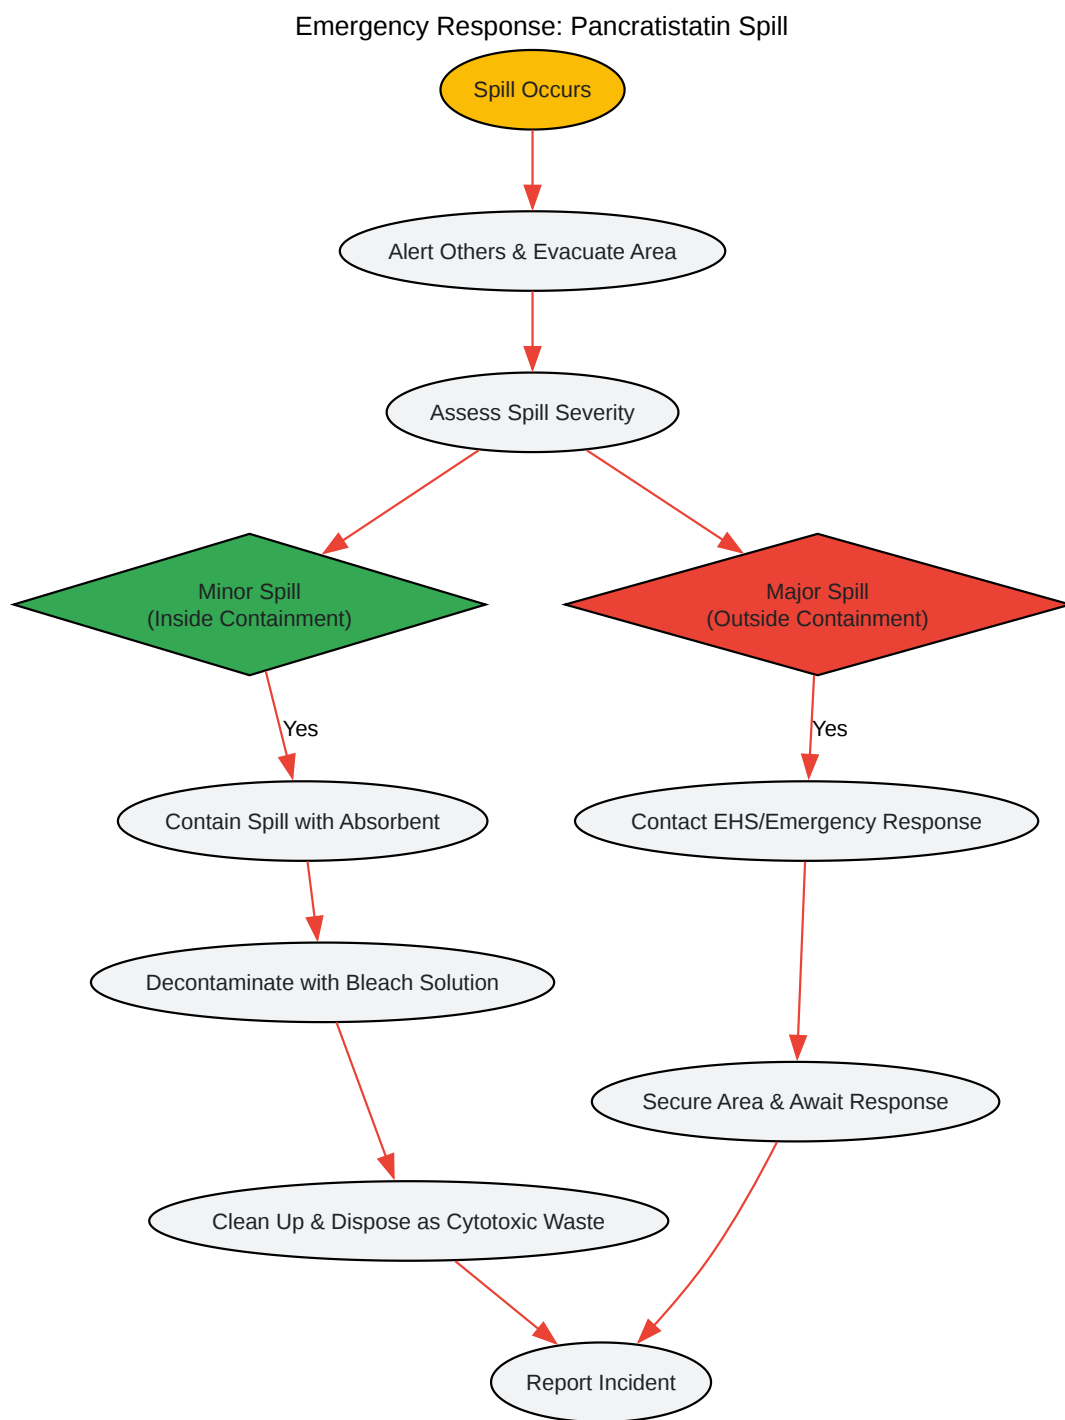 Emergency Response: Pancratistatin Spill
Spill Occurs
Alert Others & Evacuate Area
Assess Spill Severity
Minor Spill
(Inside Containment)
Major Spill
(Outside Containment)
Yes
Yes
Contain Spill with Absorbent
Contact EHS/Emergency Response
Decontaminate with Bleach Solution
Secure Area & Await Response
Clean Up & Dispose as Cytotoxic Waste
Report Incident